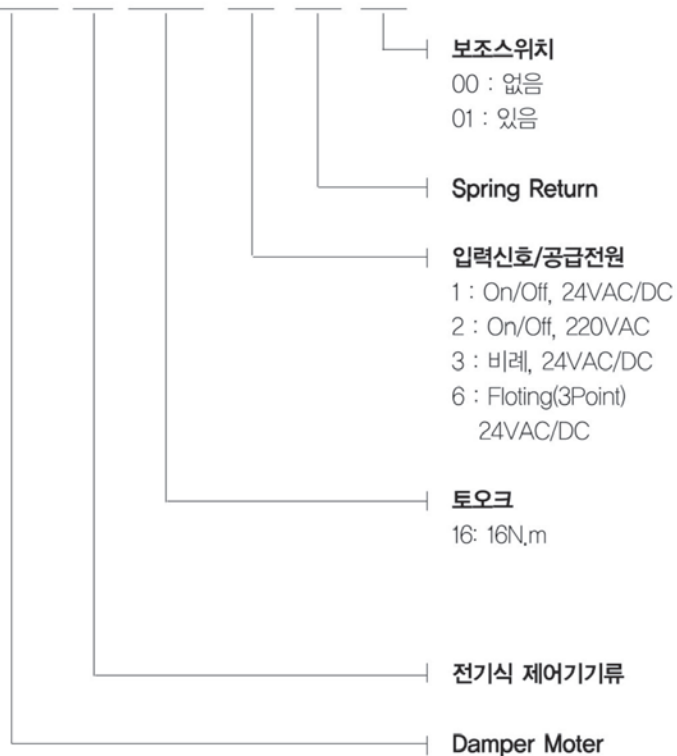 보조스위치
00 : 없음
01 : 있음
Spring Return
입력신호/공급전원
1 : On/Off, 24VAC/DC
2 : On/Off, 220VAC
3 : 비례, 24VAC/DC
6 : Floting(3Point)
24VAC/DC
토오크
16: 16N.m
전기식 제어기기류
Damper Moter